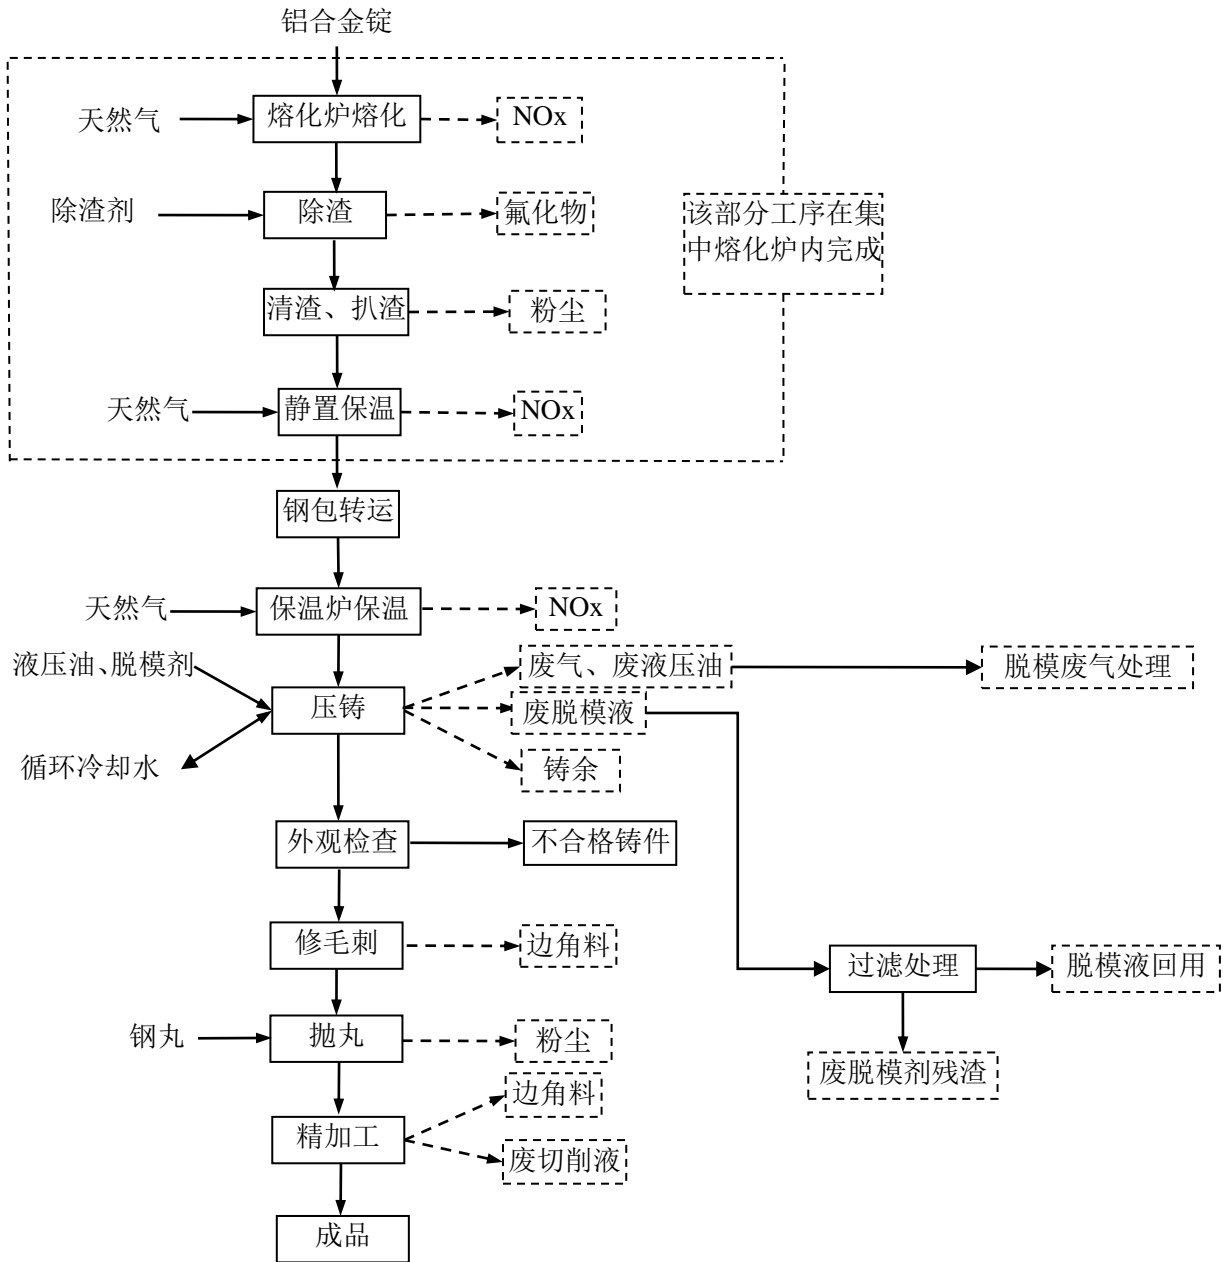 铝合金锭
天然气
熔化炉熔化
NOx
除渣剂
除渣
氟化物
该部分工序在集
中熔化炉内完成
清渣、扒渣
粉尘
天然气
静置保温
NOx
钢包转运
天然气
保温炉保温
NOx
液压油、脱模剂
废气、废液压油
脱模废气处理
压铸
废脱模液
循环冷却水
铸余
外观检查
不合格铸件
修毛刺
边角料
过滤处理
脱模液回用
钢丸
抛丸
粉尘
废脱模剂残渣
边角料
精加工
废切削液
成品